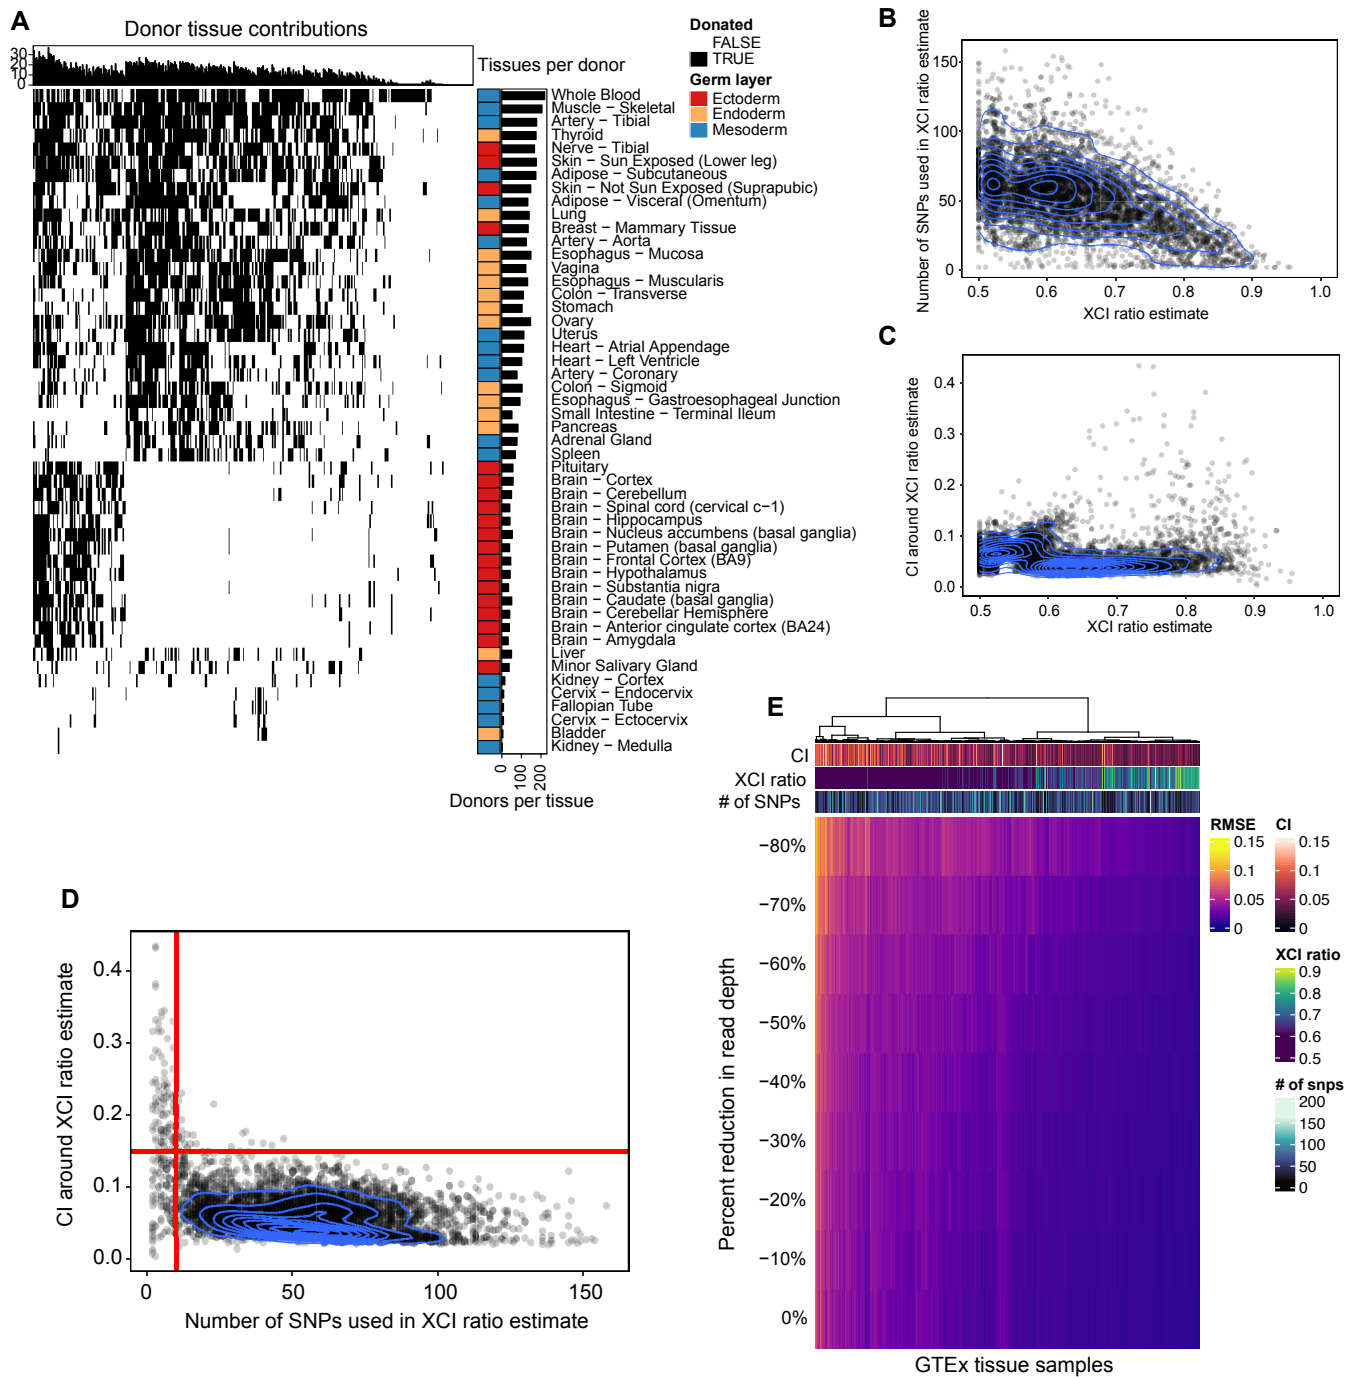 A
Donor tissue contributions
30
20
10
0
Tissues per donor
Donated
FALSE
TRUE
Germ layer
Ectoderm
Endoderm
Mesoderm
Whole Blood
Muscle − Skeletal
Artery − Tibial
Thyroid
Nerve − Tibial
Skin − Sun Exposed (Lower leg)
Adipose − Subcutaneous
Skin − Not Sun Exposed (Suprapubic)
Adipose − Visceral (Omentum)
Lung
Breast − Mammary Tissue
Artery − Aorta
Esophagus − Mucosa
Vagina
Esophagus − Muscularis
Colon − Transverse
Stomach
Ovary
Uterus
Heart − Atrial Appendage
Heart − Left Ventricle
Artery − Coronary
Colon − Sigmoid
Esophagus − Gastroesophageal Junction
Small Intestine − Terminal Ileum
Pancreas
Adrenal Gland
Spleen
Pituitary
Brain − Cortex
Brain − Cerebellum
Brain − Spinal cord (cervical c−1)
Brain − Hippocampus
Brain − Nucleus accumbens (basal ganglia)
Brain − Putamen (basal ganglia)
Brain − Frontal Cortex (BA9)
Brain − Hypothalamus
Brain − Substantia nigra
Brain − Caudate (basal ganglia)
Brain − Cerebellar Hemisphere
Brain − Anterior cingulate cortex (BA24)
Brain − Amygdala
Liver
Minor Salivary Gland
Kidney − Cortex
Cervix − Endocervix
Fallopian Tube
Cervix − Ectocervix
Bladder
Kidney − Medulla
0 100 200
Donors per tissue
B
Number of SNPs used in XCI ratio estimate
150
100
50
0
0.5 0.6 0.7 0.8 0.9 1.0
XCI ratio estimate
C
CI around XCI ratio estimate
0.4
0.3
0.2
0.1
0.0
0.5 0.6 0.7 0.8 0.9 1.0
XCI ratio estimate
D
CI around XCI ratio estimate
0.4
0.3
0.2
0.1
0.0
0 50 100 150
Number of SNPs used in XCI ratio estimate
E
CI
XCI ratio
# of SNPs
Percent reduction in read depth
−80%
−70%
−60%
−50%
−40%
−30%
−20%
−10%
0%
GTEx tissue samples
RMSE
0.15
0.1
0.05
0
CI
0.15
0.1
0.05
0
XCI ratio
0.9
0.8
0.7
0.6
0.5
# of snps
200
150
100
50
0